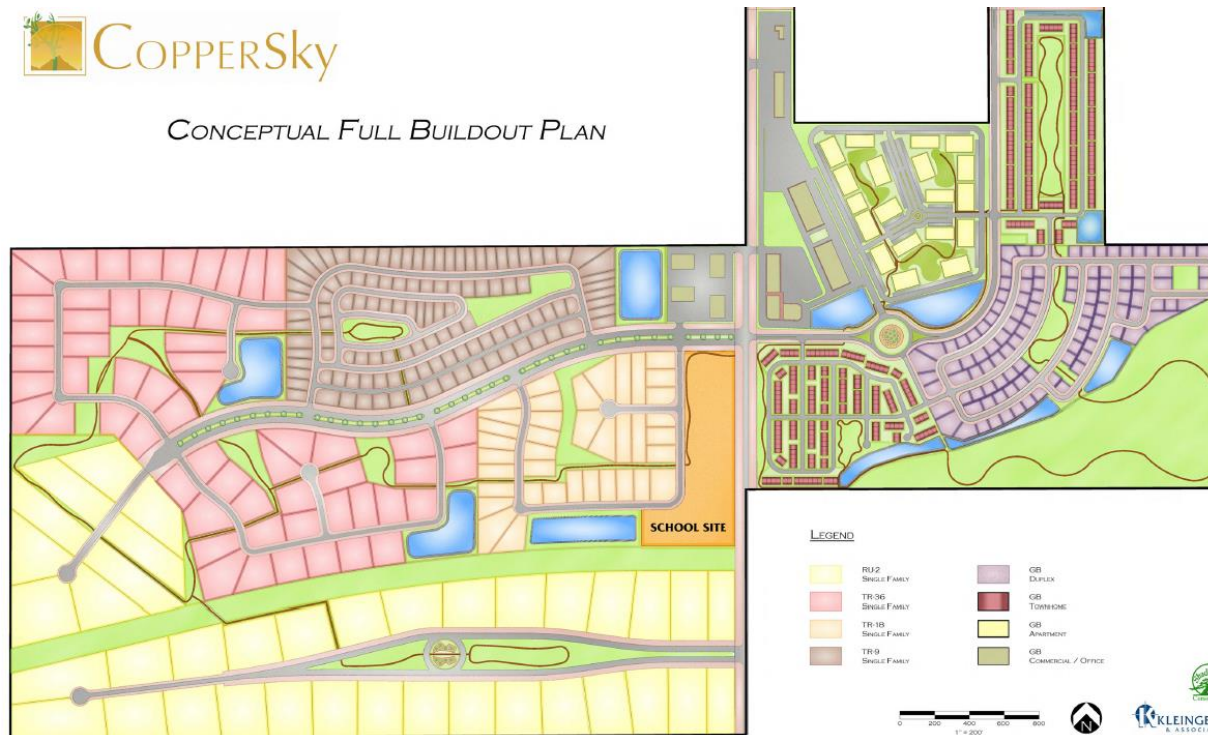 COPPERSKY
CONCEPTUAL FULL BUILDOUT PLAN
SCHOOL SITE
LEGEND
RU-2
SINGLE FAMILY
TR-36
SINGLE FAMILY
TR-18
SINGLE FAMILY
TR-9
SINGLE FAMILY
GB
DUPLEX
GB
TOWNHOME
GB
APARTMENT
GB
COMMERCIAL / OFFICE
0 200 400 600 800
1" = 200'
N
KLEINGE
& ASSOCI